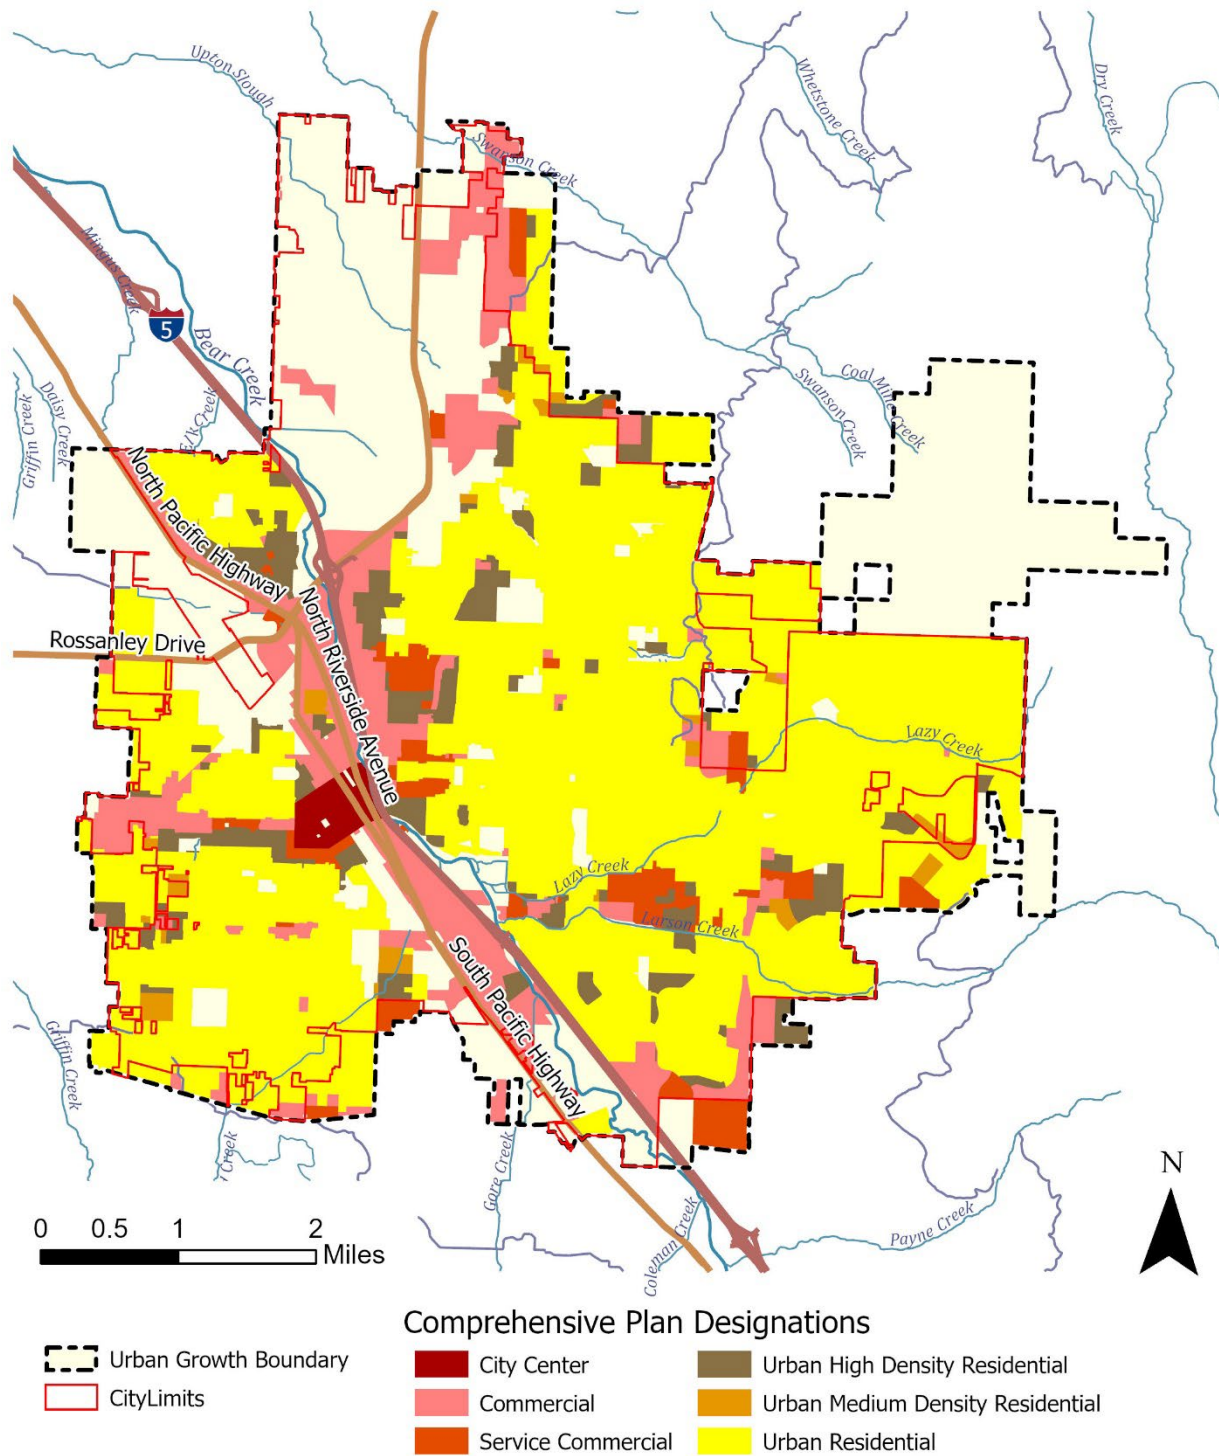 Upton Slough
Swanson Creek
Whetstone Creek
Dry Creek
Mingus Creek
5
Bear Creek
Elk Creek
Daisy Creek
Griffin Creek
Swanson Creek
Coal Mine Creek
North Pacific Highway
North Riverside Avenue
Rossanley Drive
Lazy Creek
Lazy Creek
Larson Creek
South Pacific Highway
Griffin Creek
Creek
Gore Creek
Coleman Creek
Payne Creek
N
0 0.5 1 2
Miles
Comprehensive Plan Designations
Urban Growth Boundary
CityLimits
City Center
Commercial
Service Commercial
Urban High Density Residential
Urban Medium Density Residential
Urban Residential